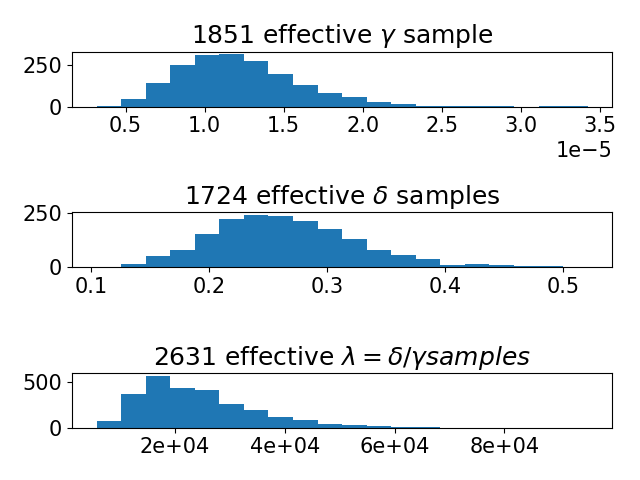 1851 effective γ sample
250
0
0.5 1.0 1.5 2.0 2.5 3.0 3.5
1e−5
1724 effective δ samples
250
0
0.1 0.2 0.3 0.4 0.5
2631 effective λ = δ/γsamples
500
0
2e+04 4e+04 6e+04 8e+04